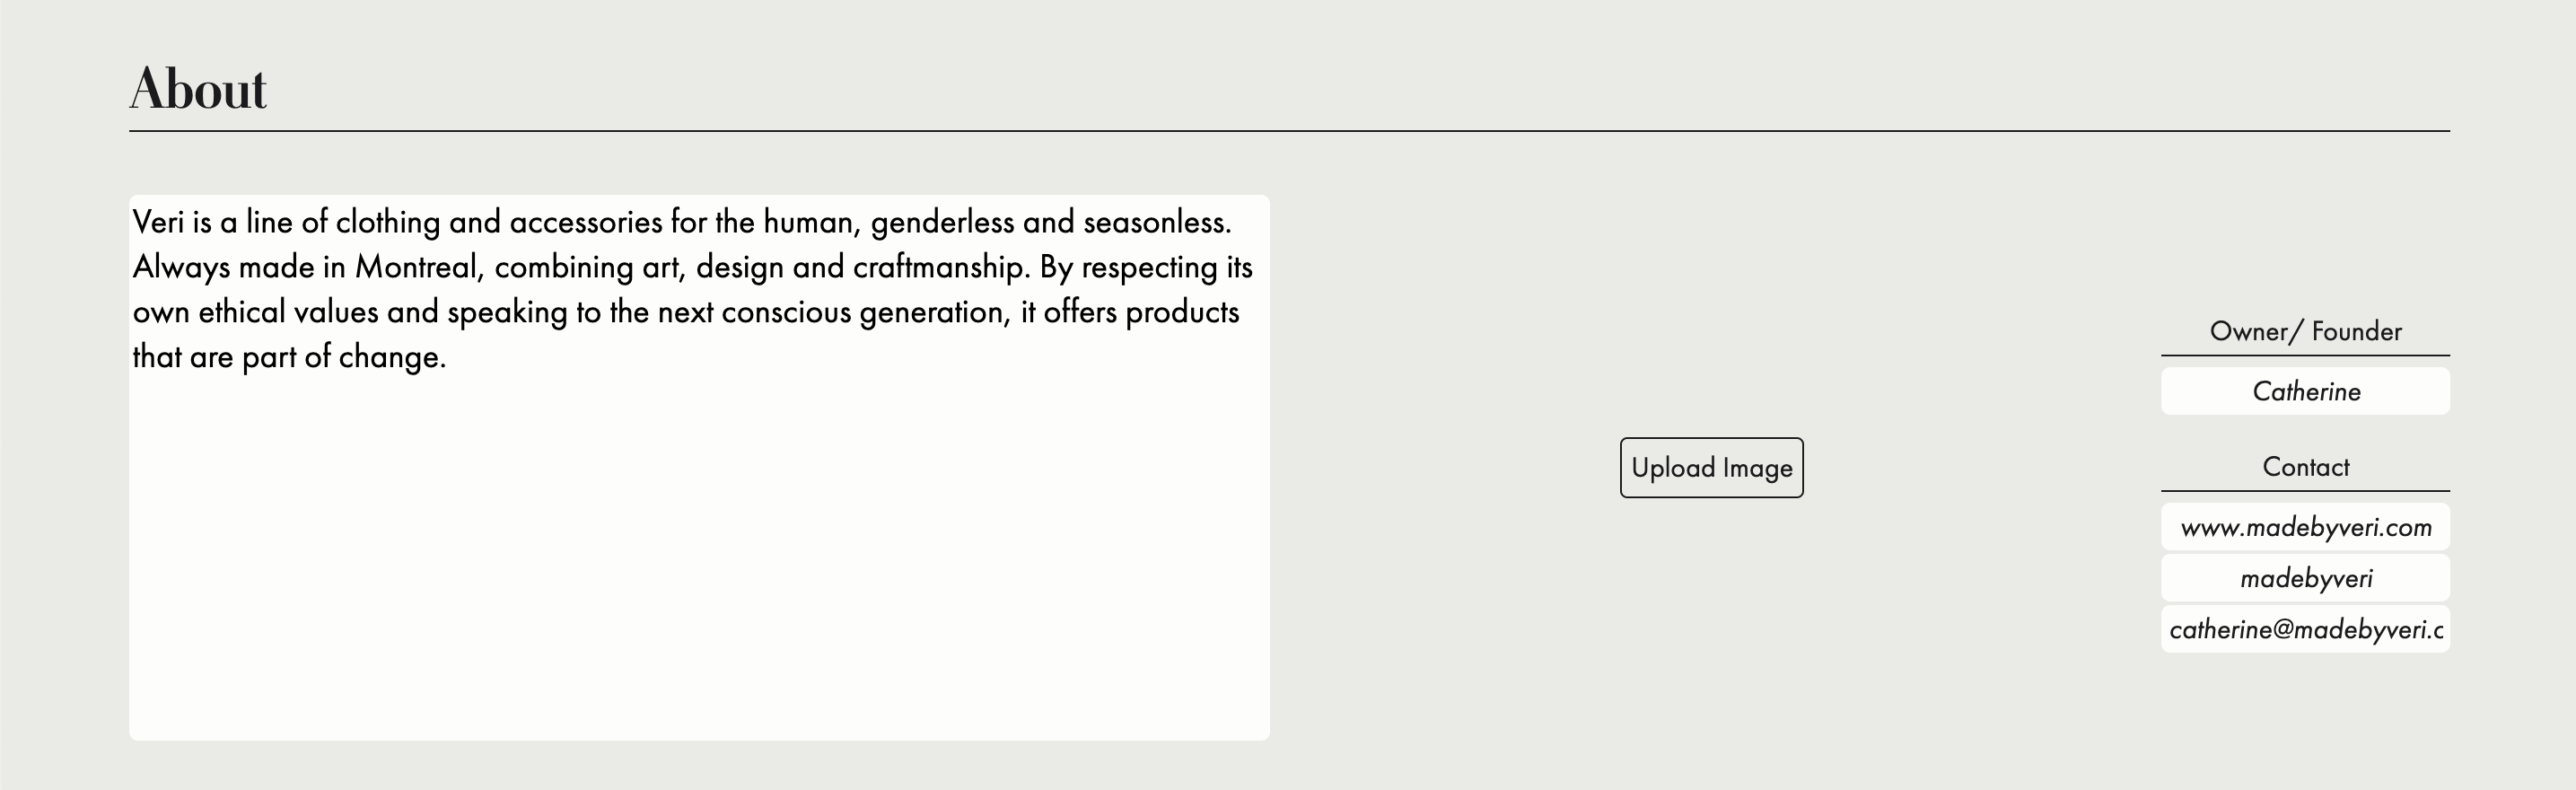 About
Veri is a line of clothing and accessories for the human, genderless and seasonless.
Always made in Montreal, combining art, design and craftmanship. By respecting its
own ethical values and speaking to the next conscious generation, it offers products
that are part of change.
Upload Image
Owner/ Founder
Catherine
Contact
www.madebyveri.com
madebyveri
catherine@madebyveri.c